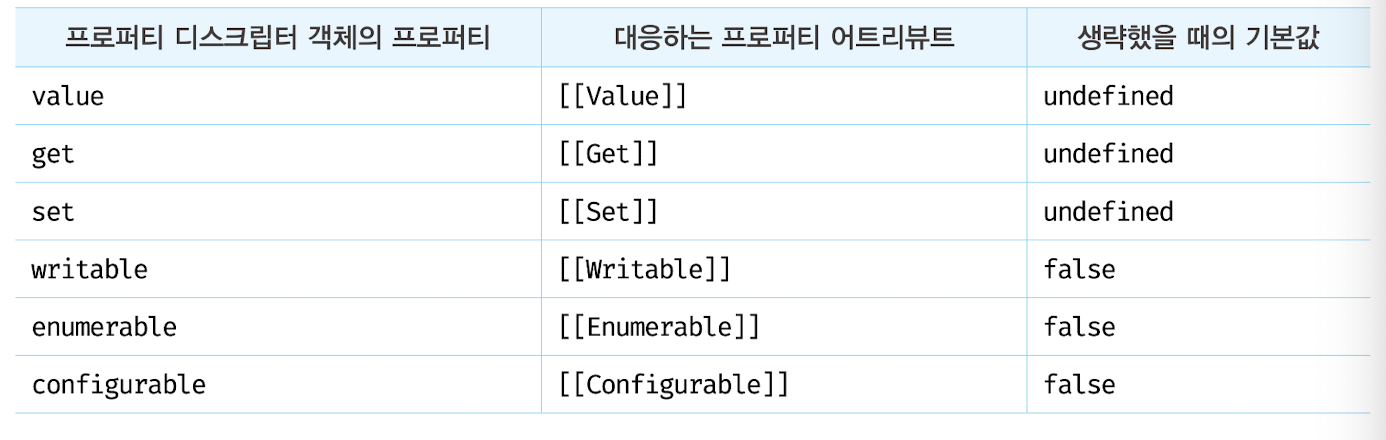 프로퍼티 디스크립터 객체의 프로퍼티 대응하는 프로퍼티 어트리뷰트 생략했을 때의 기본값
value [[Value]] undefined
get [[Get]] undefined
set [[Set]] undefined
writable [[Writable]] false
enumerable [[Enumerable]] false
configurable [[Configurable]] false